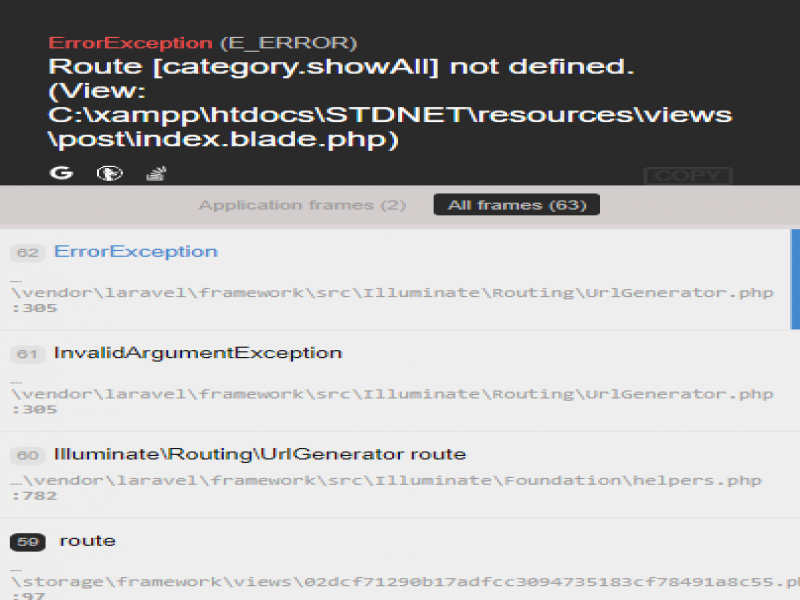 ErrorException (E_ERROR)
Route [category.showAll] not defined.
(View:
C:\xampp\htdocs\STDNET\resources\views
\post\index.blade.php)
COPY
Application frames (2) All frames (63)
62 ErrorException
…
\vendor\laravel\framework\src\Illuminate\Routing\UrlGenerator.php
:305
61 InvalidArgumentException
…
\vendor\laravel\framework\src\Illuminate\Routing\UrlGenerator.php
:305
60 Illuminate\Routing\UrlGenerator route
…\vendor\laravel\framework\src\Illuminate\Foundation\helpers.php
:782
59 route
…
\storage\framework\views\02dcf71290b17adfcc3094735183cf78491a8c55.ph
:97